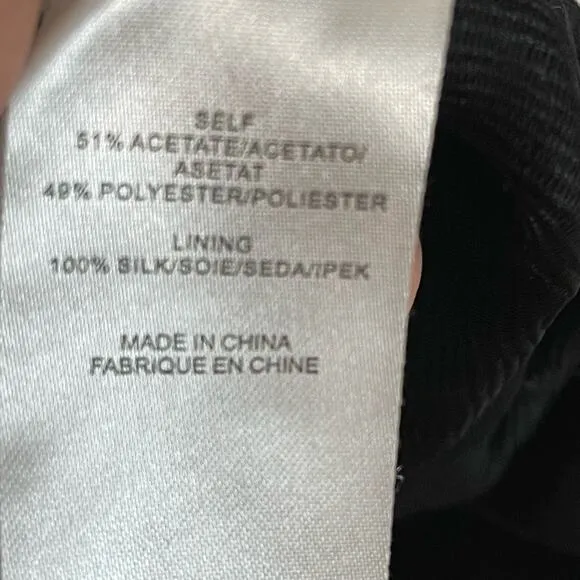 SELF
51% ACETATE/ACETATO/
ASETAT
49% POLYESTER/POLIESTER
LINING
100% SILK/SOIE/SEDA/IPEK
MADE IN CHINA
FABRIQUE EN CHINE